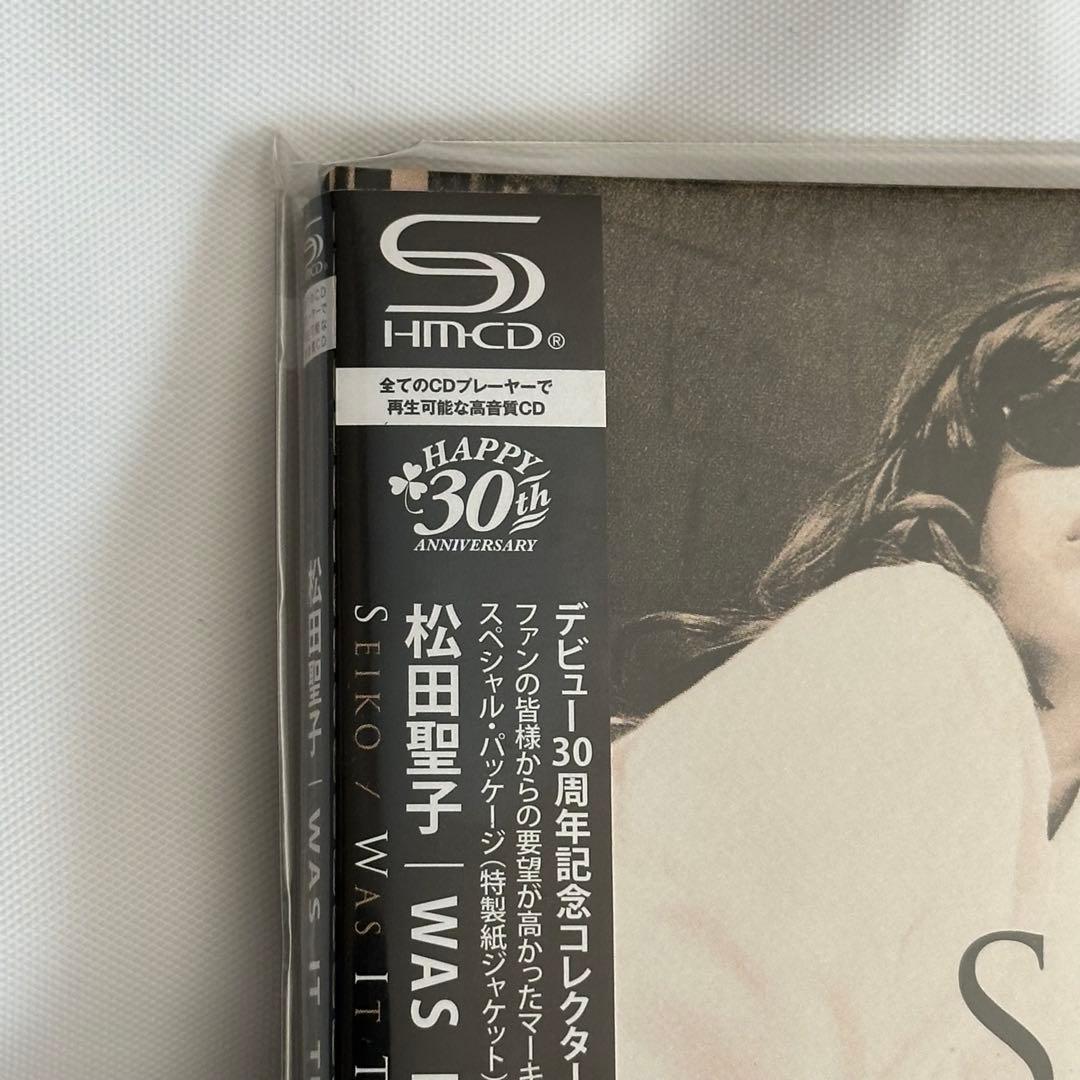 SHM-CD®
全てのCDプレーヤーで
再生可能な高音質CD
HAPPY
30th
ANNIVERSARY
デビュー30周年記念コレクター
ファンの皆様からの要望が高かったマーキ
スペシャル・パッケージ(特製紙ジャケット)
松田聖子｜WAS
SEIKO / WAS IT T
松田聖子｜WAS IT T
S